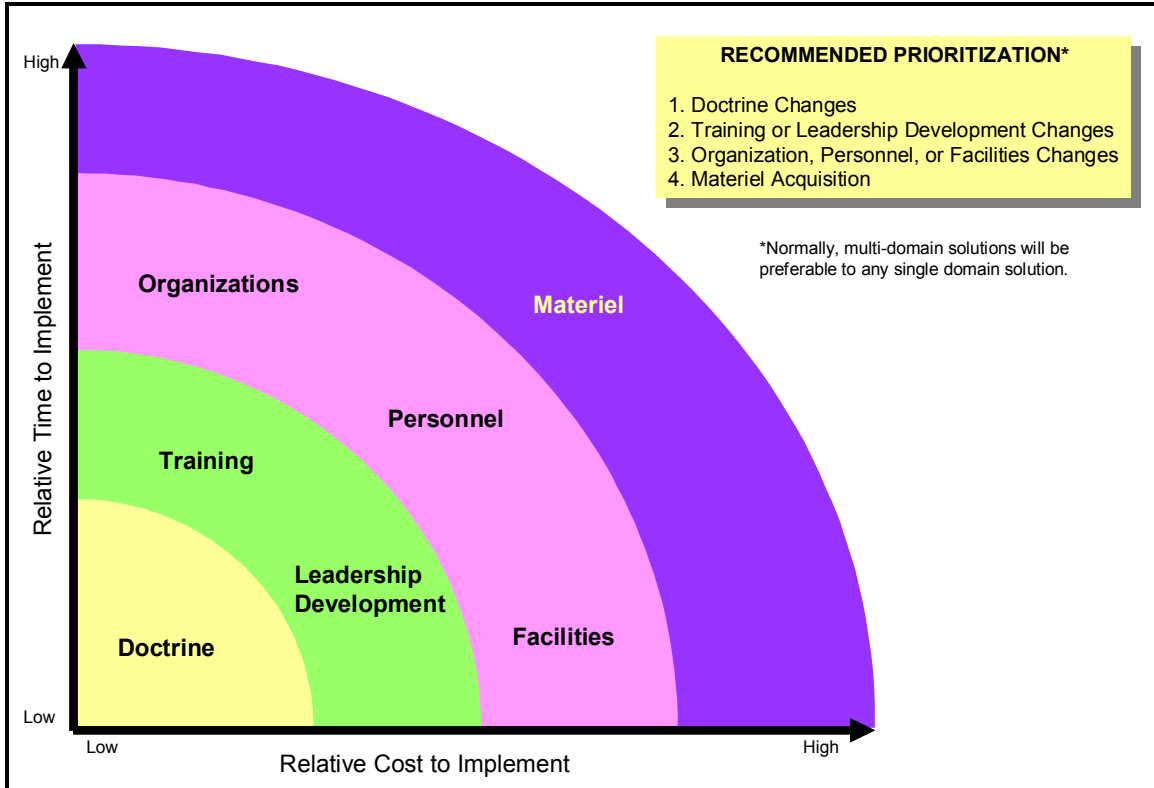 High
RECOMMENDED PRIORITIZATION*
1. Doctrine Changes
2. Training or Leadership Development Changes
3. Organization, Personnel, or Facilities Changes
4. Materiel Acquisition
*Normally, multi-domain solutions will be
preferable to any single domain solution.
Relative Time to Implement
Organizations
Materiel
Personnel
Training
Leadership
Development
Facilities
Doctrine
Low
Low
High
Relative Cost to Implement